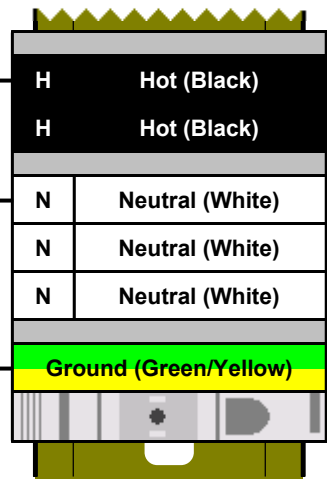 H Hot (Black)
H Hot (Black)
N Neutral (White)
N Neutral (White)
N Neutral (White)
Ground (Green/Yellow)